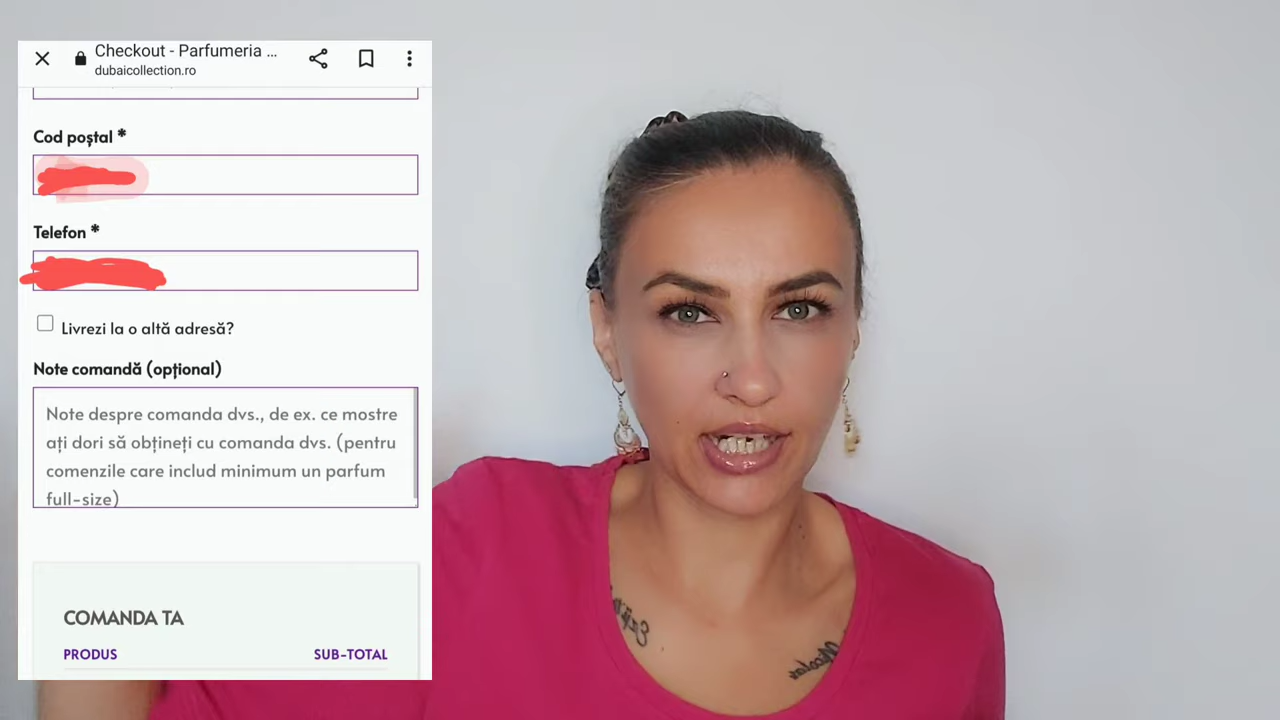 Checkout - Parfumeria ...
dubaicollection.ro
Cod poștal *
Telefon *
Livrezi la o altă adresă?
Note comandă (opțional)
Note despre comanda dvs., de ex. ce mostre
ați dori să obțineți cu comanda dvs. (pentru
comenzile care includ minimum un parfum
full-size)
COMANDA TA
PRODUS SUB-TOTAL